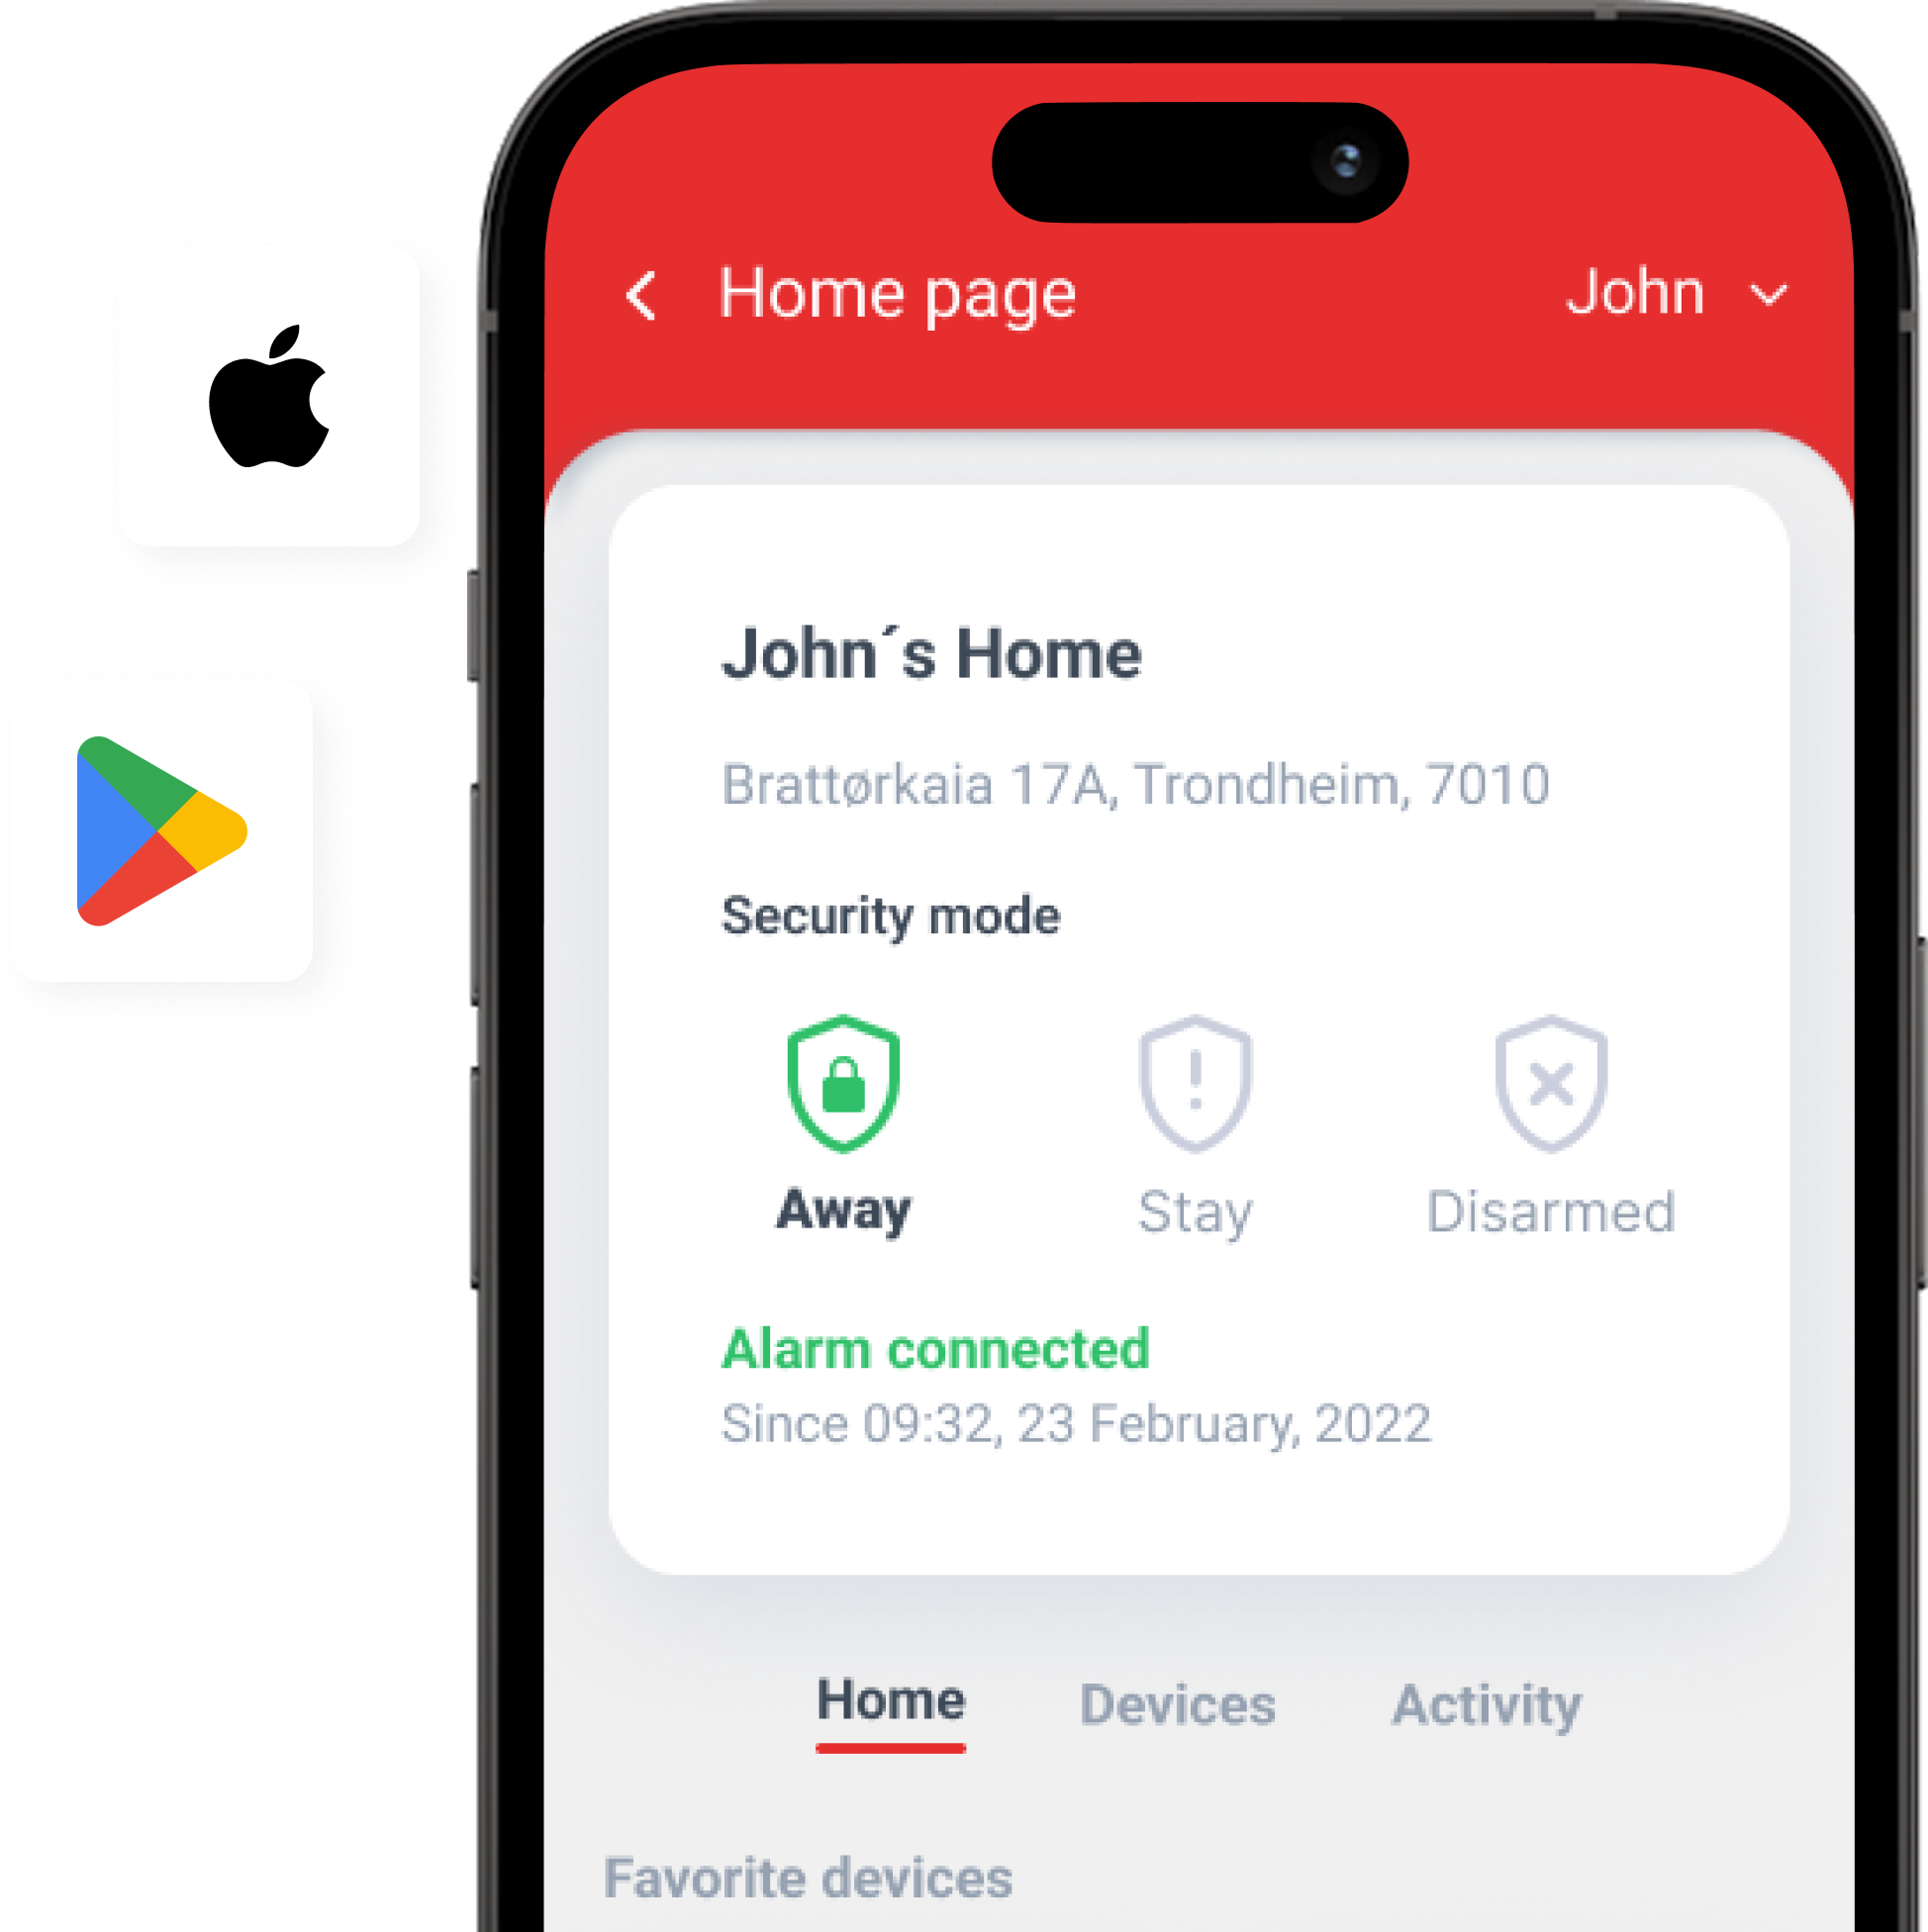 Home page
John
John´s Home
Brattørkaia 17A, Trondheim, 7010
Security mode
Away
Stay
Disarmed
Alarm connected
Since 09:32, 23 February, 2022
Home
Devices
Activity
Favorite devices